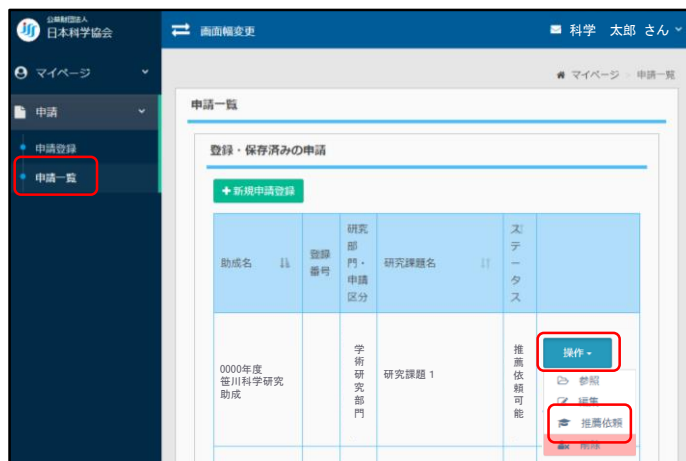 公益財団法人
日本科学協会
画面幅変更
科学 太郎 さん
マイページ
マイページ > 申請一覧
申請
申請一覧
申請登録
登録・保存済みの申請
申請一覧
+新規申請登録
助成名
登録番号
研究部門・申請区分
研究課題名
ステータス
0000年度
笹川科学研究
助成
学術研究部門
研究課題 1
推薦依頼可能
操作
参照
編集
推薦依頼
削除